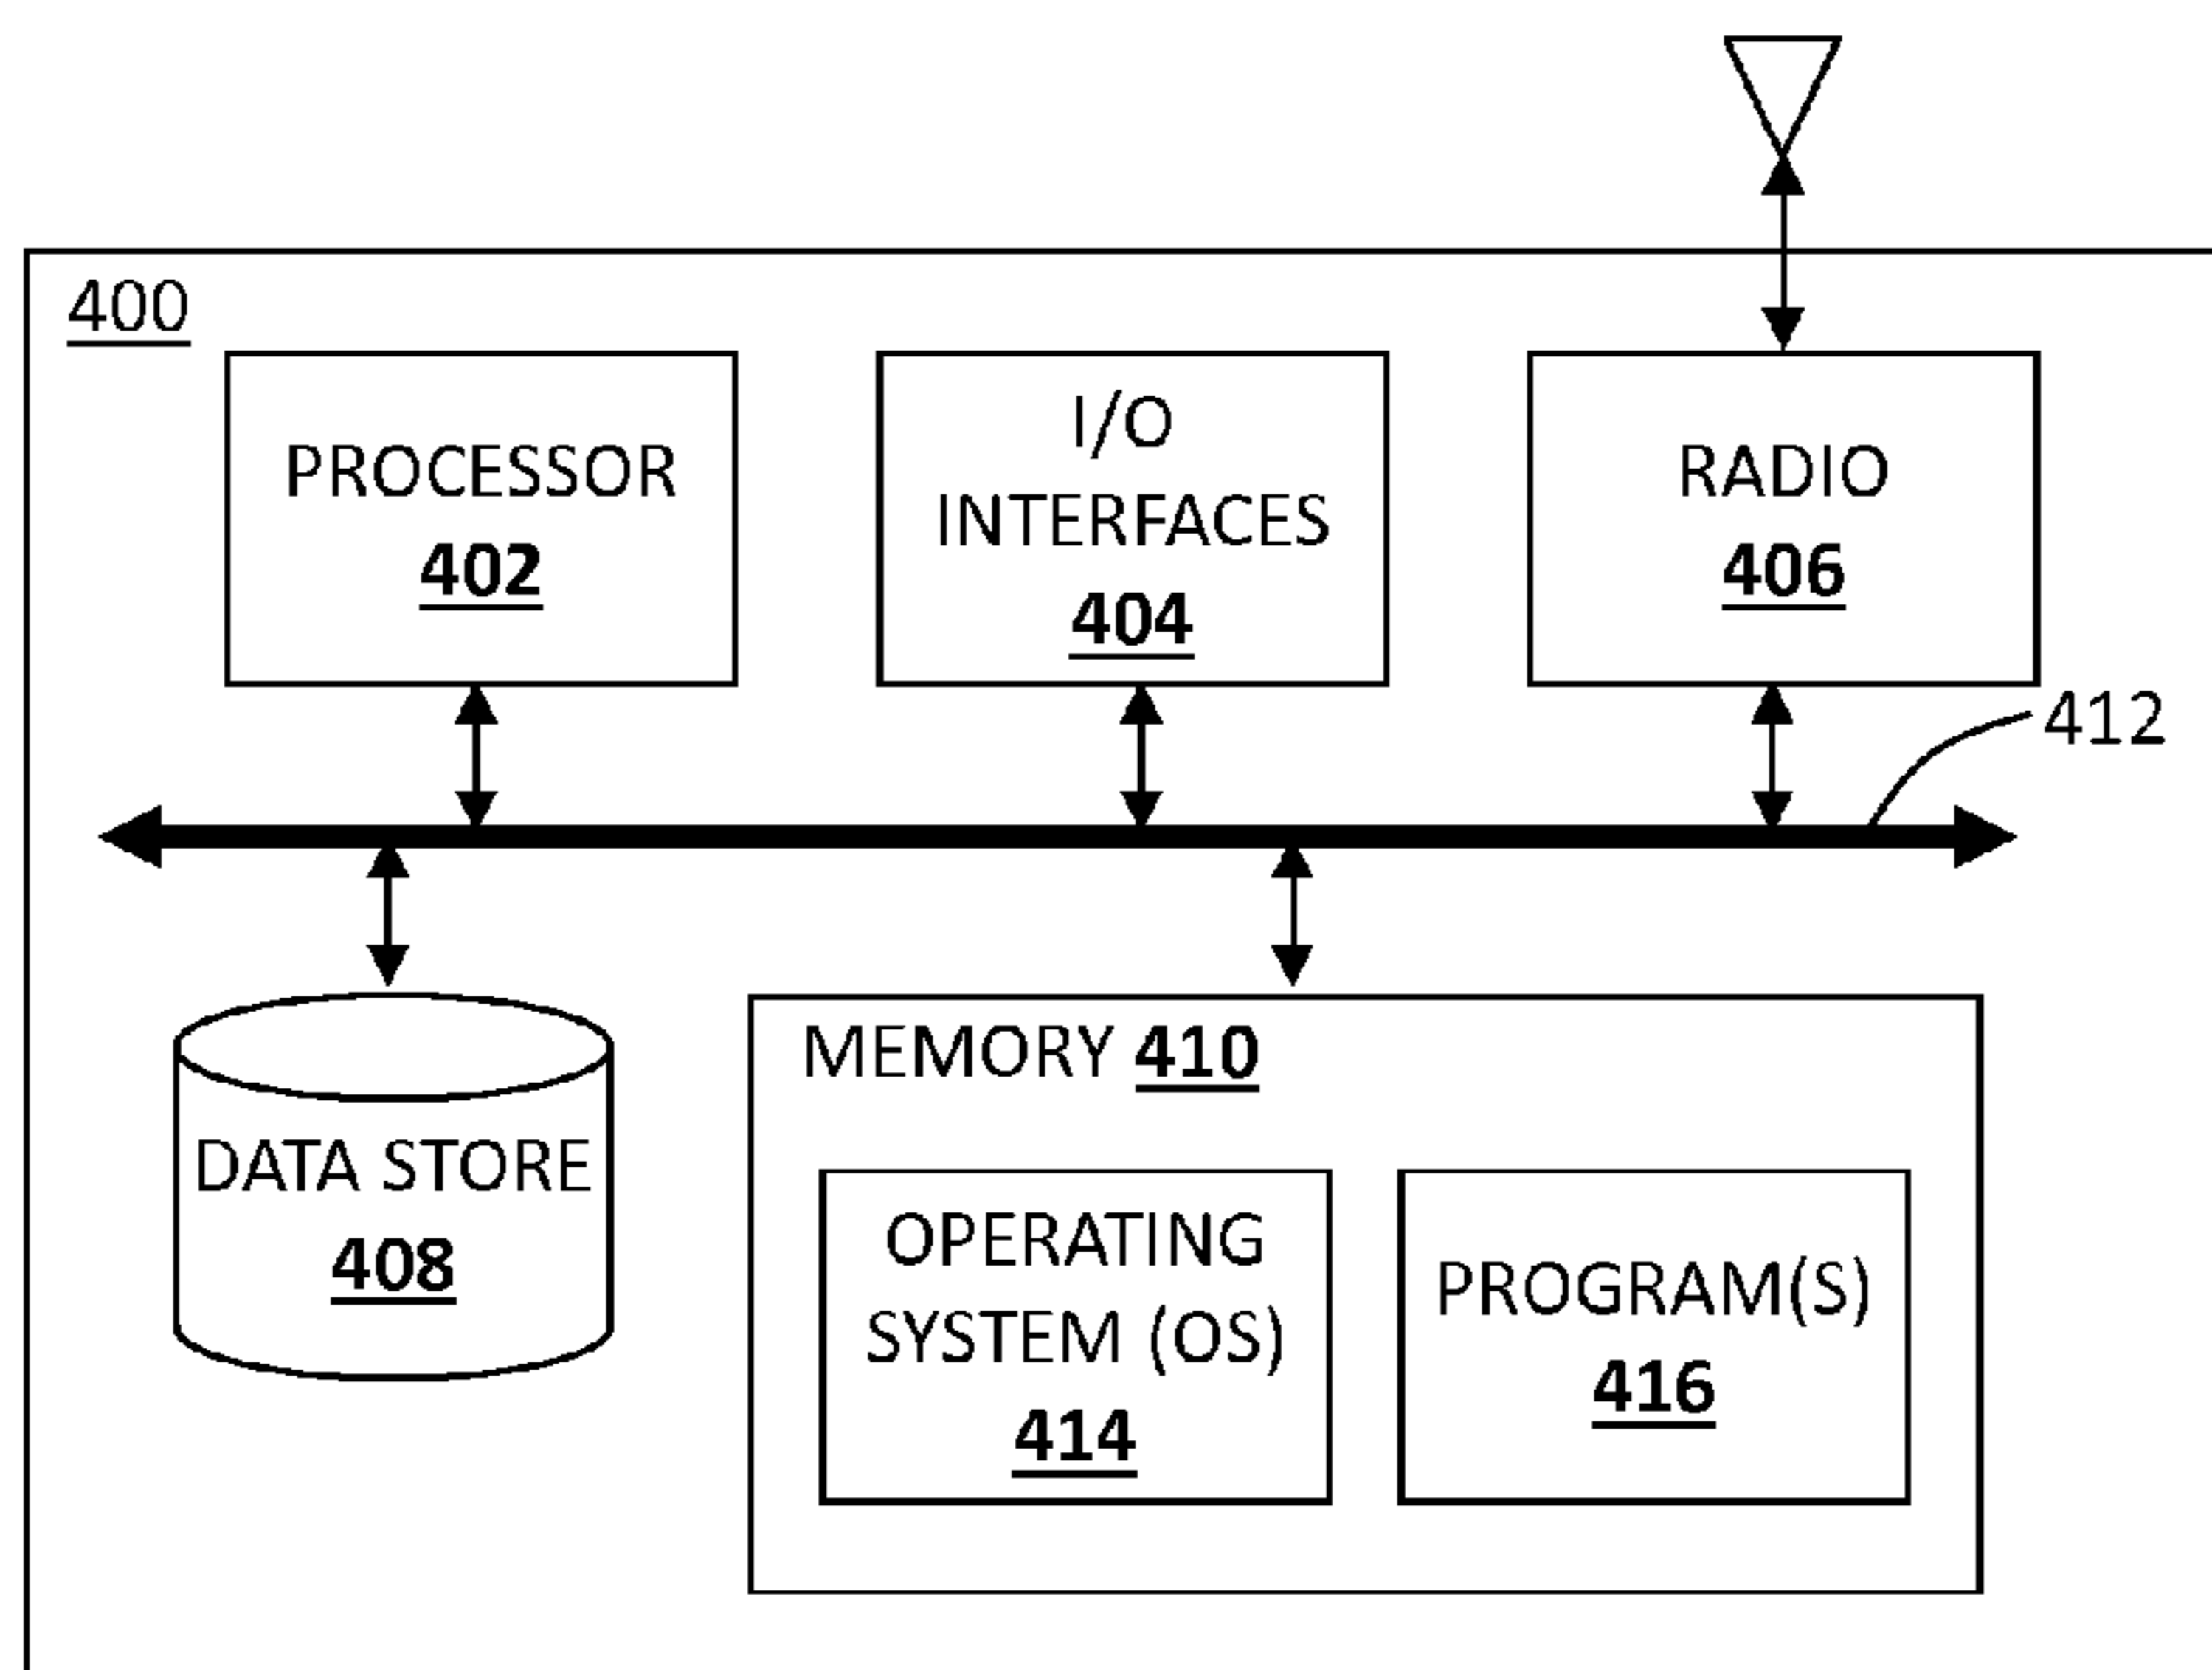 400
PROCESSOR
402
I/O
INTERFACES
404
RADIO
406
412
DATA STORE
408
MEMORY 410
OPERATING
SYSTEM (OS)
414
PROGRAM(S)
416